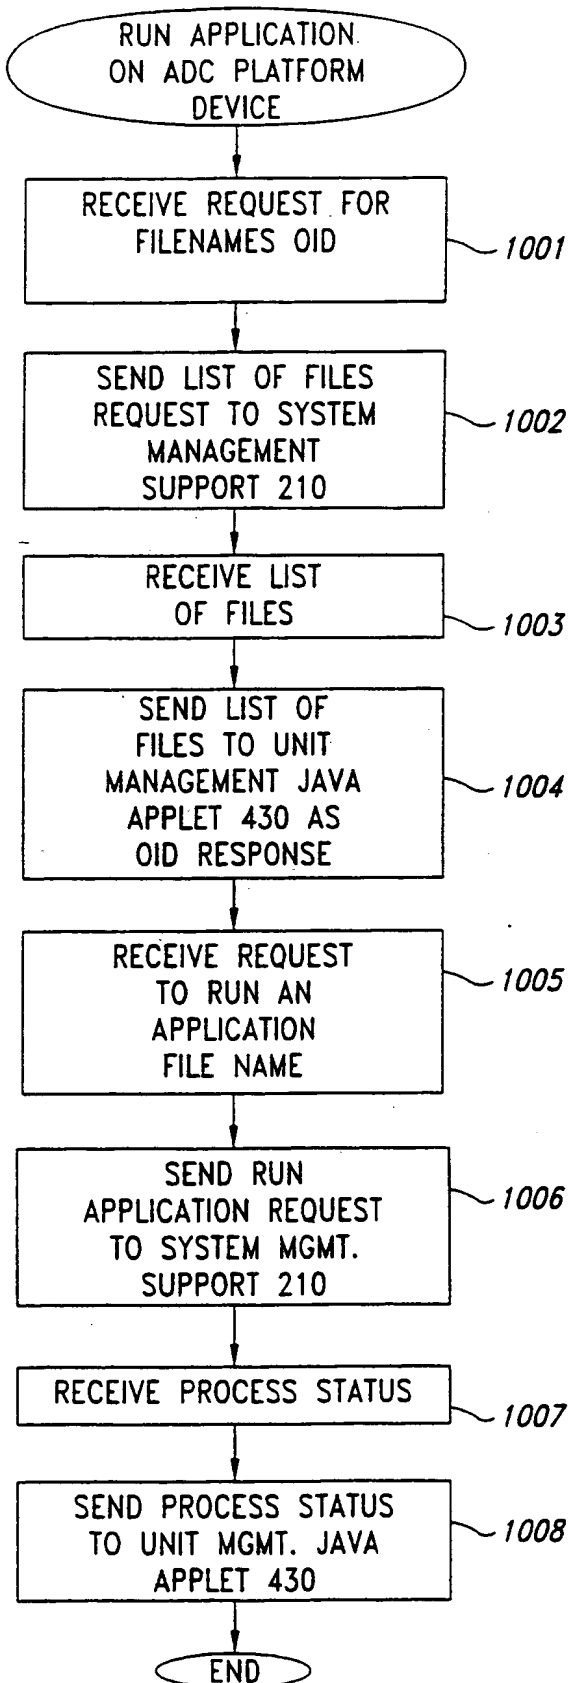 RUN APPLICATION
ON ADC PLATFORM
DEVICE
RECEIVE REQUEST FOR
FILENAMES OID
1001
SEND LIST OF FILES
REQUEST TO SYSTEM
MANAGEMENT
SUPPORT 210
1002
RECEIVE LIST
OF FILES
1003
SEND LIST OF
FILES TO UNIT
MANAGEMENT JAVA
APPLET 430 AS
OID RESPONSE
1004
RECEIVE REQUEST
TO RUN AN
APPLICATION
FILE NAME
1005
SEND RUN
APPLICATION REQUEST
TO SYSTEM MGMT.
SUPPORT 210
1006
RECEIVE PROCESS STATUS
1007
SEND PROCESS STATUS
TO UNIT MGMT. JAVA
APPLET 430
1008
END